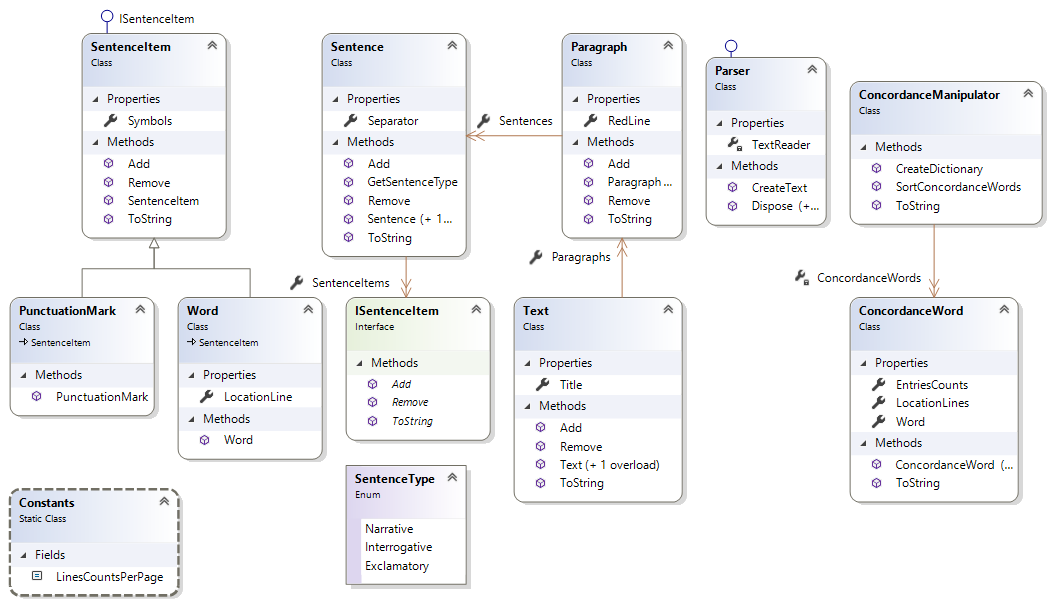 ISentenceItem
SentenceItem
Class
Properties
Symbols
Methods
Add
Remove
SentenceItem
ToString
Sentence
Class
Properties
Separator
Methods
Add
GetSentenceType
Remove
Sentence (+ 1...
ToString
Sentences
Paragraph
Class
Properties
RedLine
Methods
Add
Paragraph ...
Remove
ToString
Parser
Class
Properties
TextReader
Methods
CreateText
Dispose (+...
ConcordanceManipulator
Class
Methods
CreateDictionary
SortConcordanceWords
ToString
SentenceItems
Paragraphs
ConcordanceWords
PunctuationMark
Class
SentenceItem
Methods
PunctuationMark
Word
Class
SentenceItem
Properties
LocationLine
Methods
Word
ISentenceItem
Interface
Methods
Add
Remove
ToString
Text
Class
Properties
Title
Methods
Add
Remove
Text (+ 1 overload)
ToString
ConcordanceWord
Class
Properties
EntriesCounts
LocationLines
Word
Methods
ConcordanceWord (...
ToString
Constants
Static Class
Fields
LinesCountsPerPage
SentenceType
Enum
Narrative
Interrogative
Exclamatory